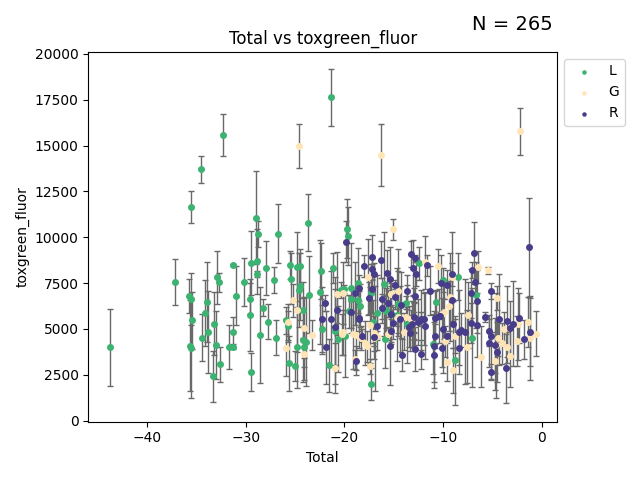 N = 265
Total vs toxgreen_fluor
20000
17500
15000
12500
10000
7500
5000
2500
0
toxgreen_fluor
−40
−30
−20
−10
0
Total
L
G
R